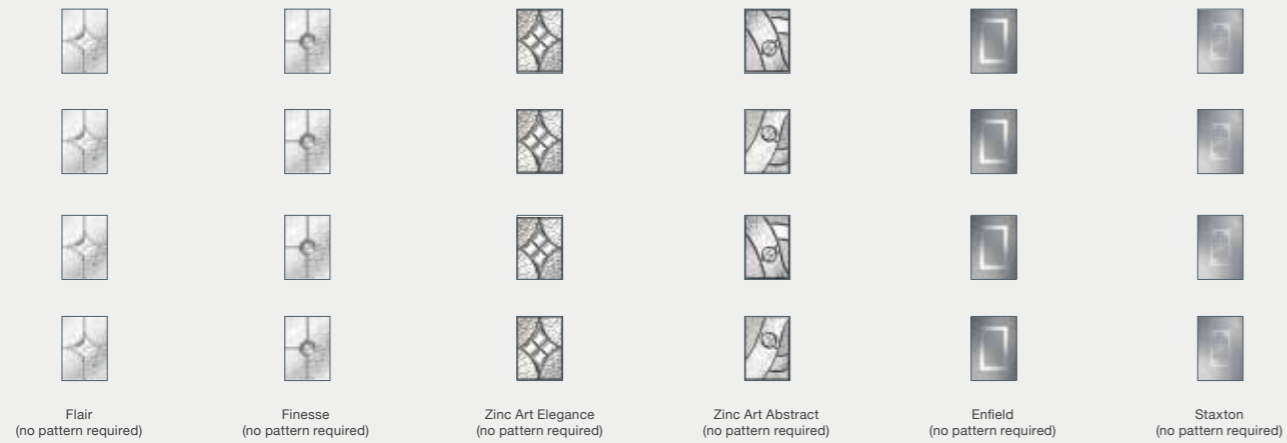 Flair
(no pattern required)
Finesse
(no pattern required)
Zinc Art Elegance
(no pattern required)
Zinc Art Abstract
(no pattern required)
Enfield
(no pattern required)
Staxton
(no pattern required)